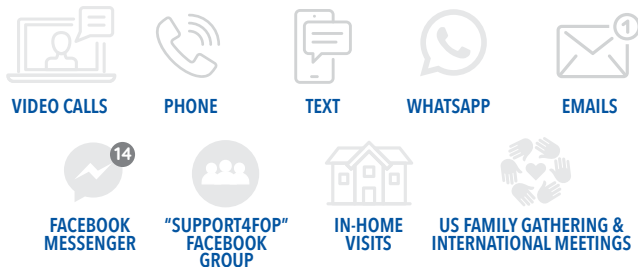 1
VIDEO CALLS
PHONE
TEXT
WHATSAPP
EMAILS
14
FACEBOOK
MESSENGER
"SUPPORT4FOP"
FACEBOOK
GROUP
IN-HOME
VISITS
US FAMILY GATHERING &
INTERNATIONAL MEETINGS